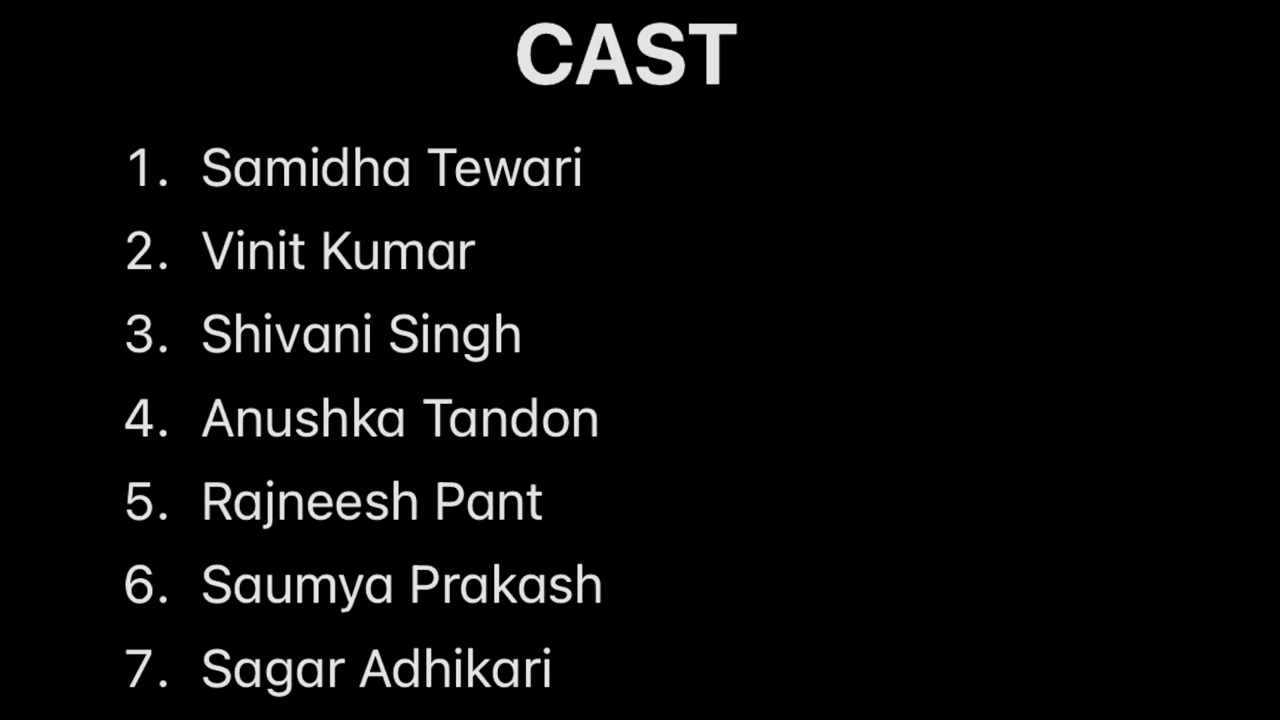 CAST
1. Samidha Tewari
2. Vinit Kumar
3. Shivani Singh
4. Anushka Tandon
5. Rajneesh Pant
6. Saumya Prakash
7. Sagar Adhikari